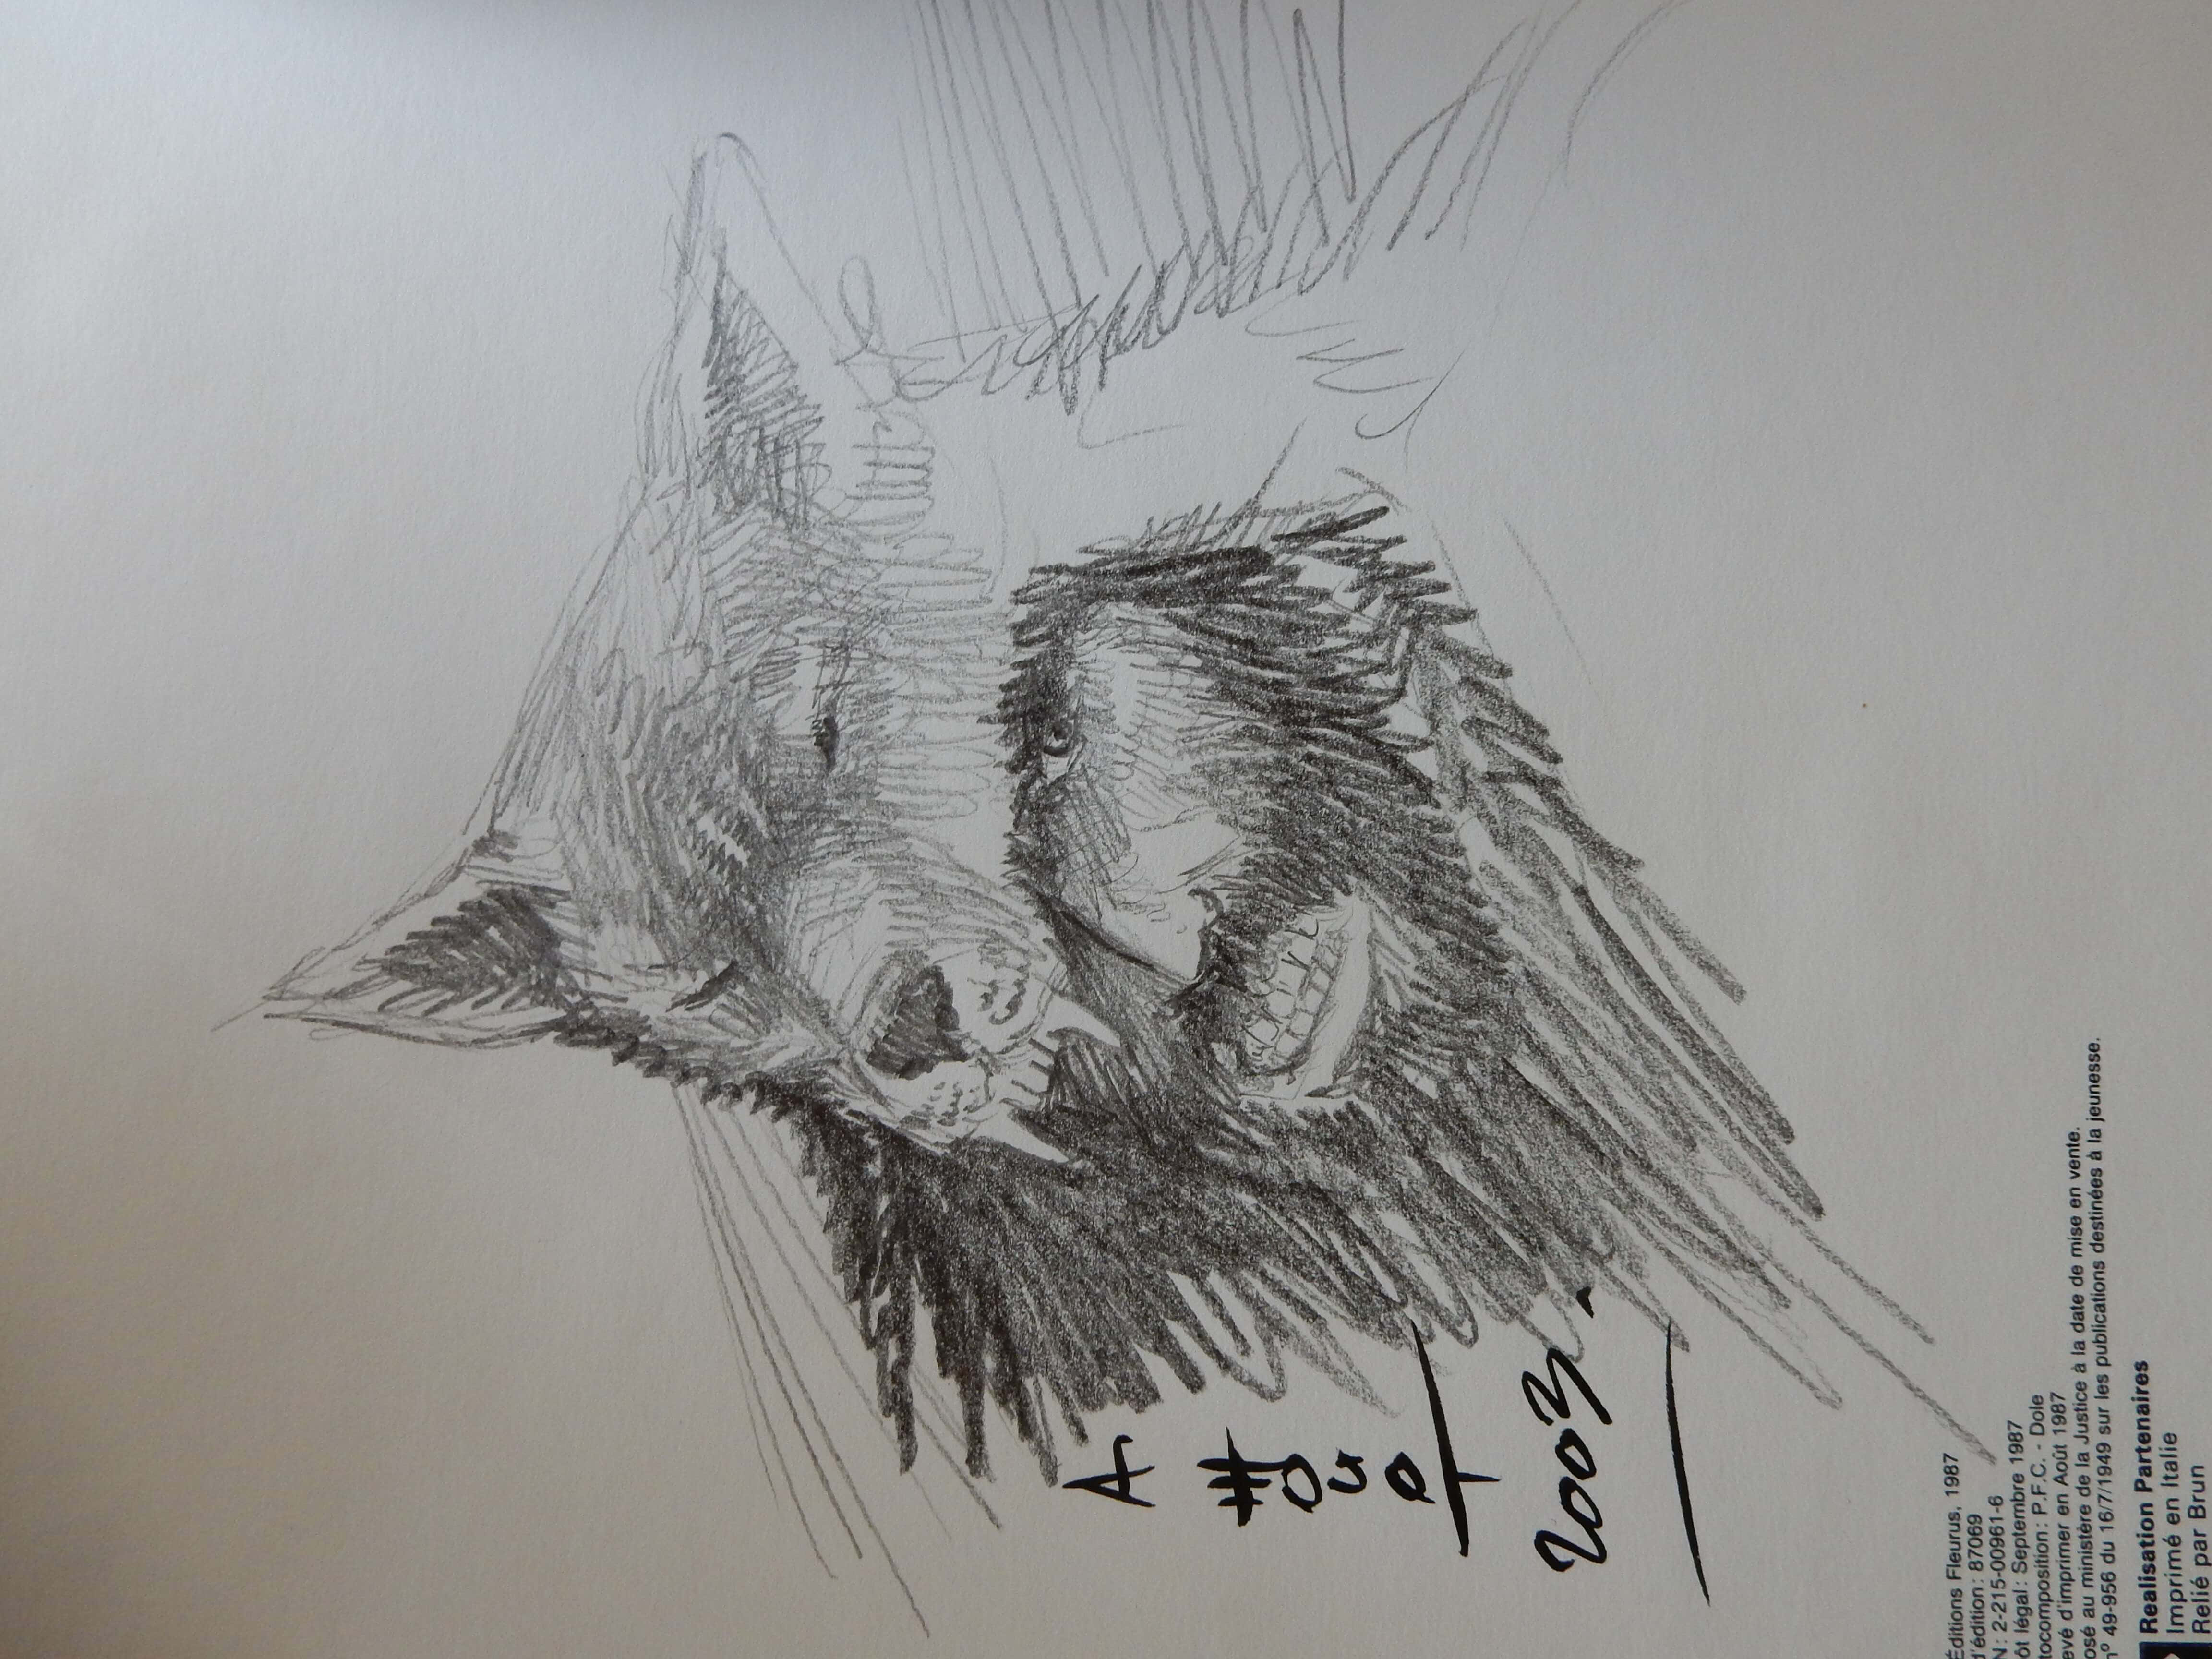 A
HUGO
2003.
Éditions Fleurus, 1987
d'édition : 87069
N : 2-215-00961-6
ôt légal : Septembre 1987
tocomposition : P.F.C. - Dole
evé d'imprimer en Août 1987
osé au ministère de la Justice à la date de mise en vente.
n° 49-956 du 16/7/1949 sur les publications destinées à la jeunesse.
Realisation Partenaires
Imprimé en Italie
Relié par Brun